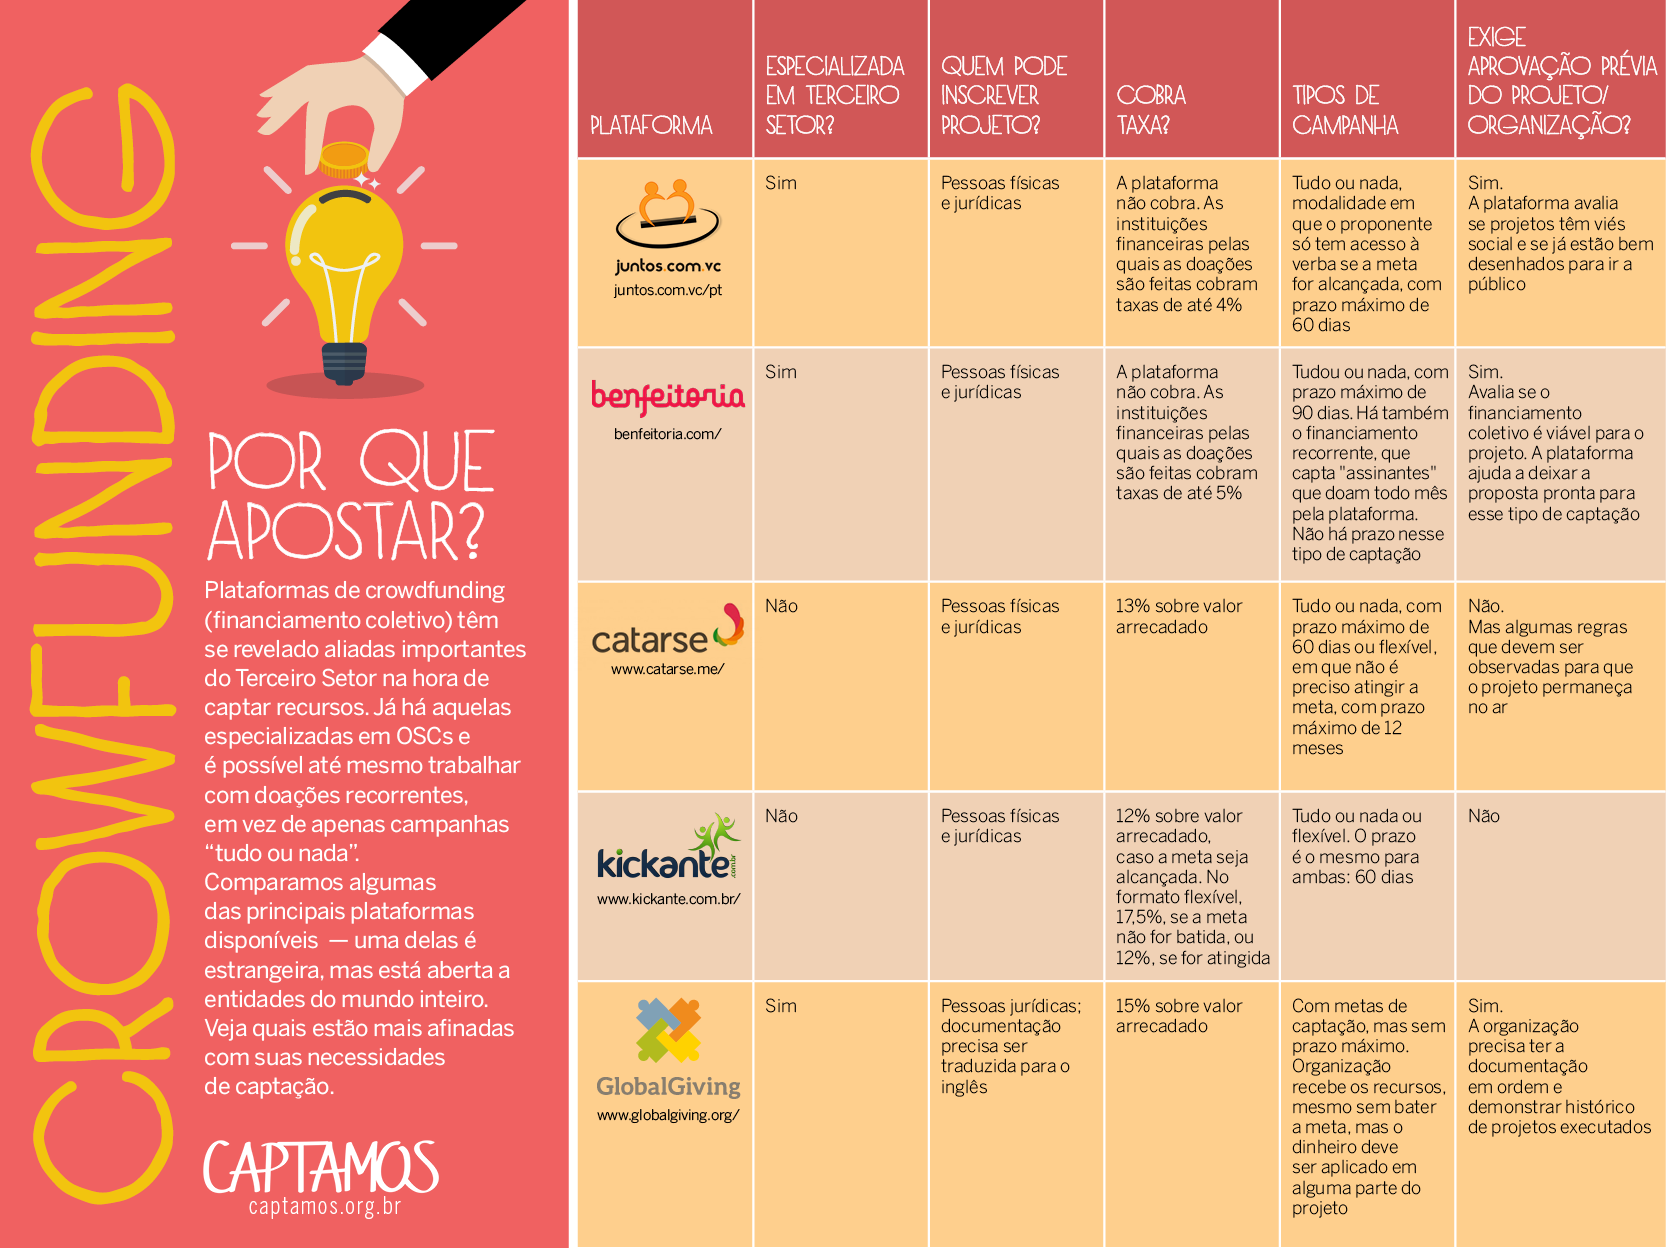 CROWFUNDING
POR QUE
APOSTAR?
Plataformas de crowdfunding
(financiamento coletivo) têm
se revelado aliadas importantes
do Terceiro Setor na hora de
captar recursos. Já há aquelas
especializadas em OSCs e
é possível até mesmo trabalhar
com doações recorrentes,
em vez de apenas campanhas
“tudo ou nada”.
Comparamos algumas
das principais plataformas
disponíveis — uma delas é
estrangeira, mas está aberta a
entidades do mundo inteiro.
Veja quais estão mais afinadas
com suas necessidades
de captação.
CAPTAMOS
captamos.org.br
PLATAFORMA
ESPECIALIZADA
EM TERCEIRO
SETOR?
QUEM PODE
INSCREVER
PROJETO?
COBRA
TAXA?
TIPOS DE
CAMPANHA
EXIGE
APROVAÇÃO PRÉVIA
DO PROJETO/
ORGANIZAÇÃO?
juntos.com.vc
juntos.com.vc/pt
Sim
Pessoas físicas
e jurídicas
A plataforma
não cobra. As
instituições
financeiras pelas
quais as doações
são feitas cobram
taxas de até 4%
Tudo ou nada,
modalidade em
que o proponente
só tem acesso à
verba se a meta
for alcançada, com
prazo máximo de
60 dias
Sim.
A plataforma avalia
se projetos têm viés
social e se já estão bem
desenhados para ir a
público
benfeitoria
benfeitoria.com/
Sim
Pessoas físicas
e jurídicas
A plataforma
não cobra. As
instituições
financeiras pelas
quais as doações
são feitas cobram
taxas de até 5%
Tudou ou nada, com
prazo máximo de
90 dias. Há também
o financiamento
recorrente, que
capta "assinantes"
que doam todo mês
pela plataforma.
Não há prazo nesse
tipo de captação
Sim.
Avalia se o
financiamento
coletivo é viável para o
projeto. A plataforma
ajuda a deixar a
proposta pronta para
esse tipo de captação
catarse
www.catarse.me/
Não
Pessoas físicas
e jurídicas
13% sobre valor
arrecadado
Tudo ou nada, com
prazo máximo de
60 dias ou flexível,
em que não é
preciso atingir a
meta, com prazo
máximo de 12
meses
Não.
Mas algumas regras
que devem ser
observadas para que
o projeto permaneça
no ar
kickante
.com.br
www.kickante.com.br/
Não
Pessoas físicas
e jurídicas
12% sobre valor
arrecadado,
caso a meta seja
alcançada. No
formato flexível,
17,5%, se a meta
não for batida, ou
12%, se for atingida
Tudo ou nada ou
flexível. O prazo
é o mesmo para
ambas: 60 dias
Não
GlobalGiving
www.globalgiving.org/
Sim
Pessoas jurídicas;
documentação
precisa ser
traduzida para o
inglês
15% sobre valor
arrecadado
Com metas de
captação, mas sem
prazo máximo.
Organização
recebe os recursos,
mesmo sem bater
a meta, mas o
dinheiro deve
ser aplicado em
alguma parte do
projeto
Sim.
A organização
precisa ter a
documentação
em ordem e
demonstrar histórico
de projetos executados